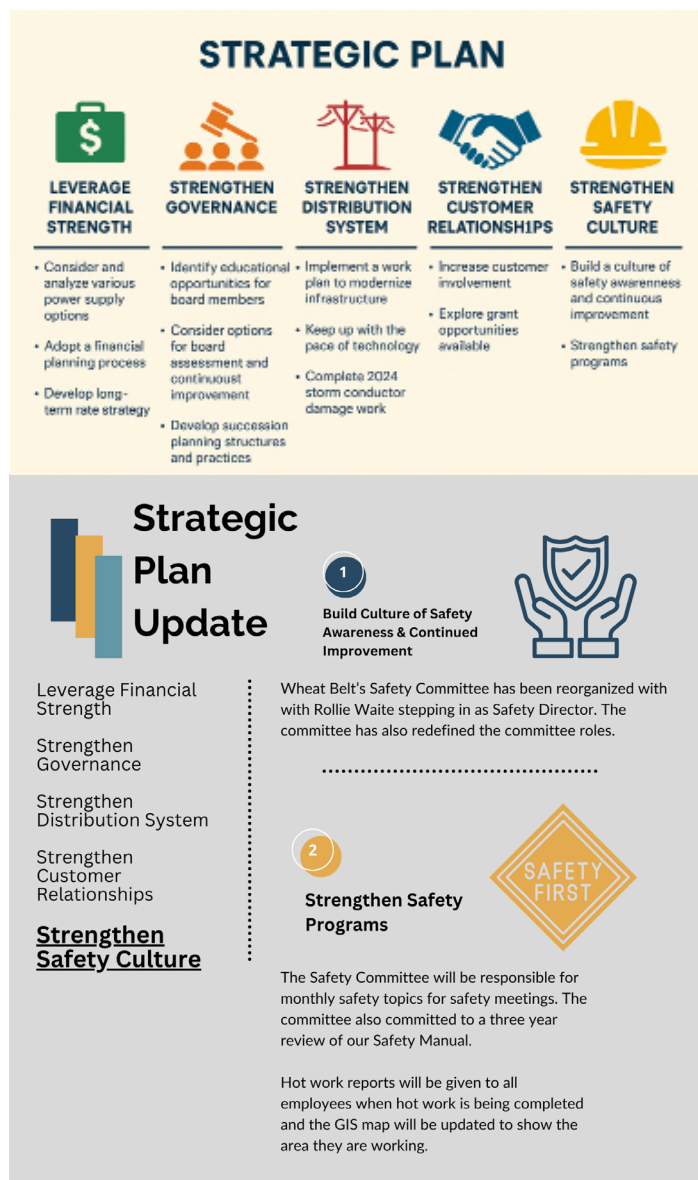 STRATEGIC PLAN
$
LEVERAGE
FINANCIAL
STRENGTH
• Consider and
analyze various
power supply
options
• Adopt a financial
planning process
• Develop long-
term rate strategy
STRENGTHEN
GOVERNANCE
• Identify educational
opportunities for
board members
• Consider options
for board
assessment and
continuoust
improvement
• Develop succession
planning structures
and practices
STRENGTHEN
DISTRIBUTION
SYSTEM
• Implement a work
plan to modernize
infrastructure
• Keep up with the
pace of technology
• Complete 2024
storm conductor
damage work
STRENGTHEN
CUSTOMER
RELATIONSH1PS
• Increase customer
involvement
• Explore grant
opportunities
available
STRENGTHEN
SAFETY
CULTURE
• Build a culture of
safety awarenness
and continuous
improvement
• Strengthen safety
programs
Strategic
Plan
Update
Leverage Financial
Strength
Strengthen
Governance
Strengthen
Distribution System
Strengthen
Customer
Relationships
Strengthen
Safety Culture
1
Build Culture of Safety
Awareness & Continued
Improvement
Wheat Belt's Safety Committee has been reorganized with
with Rollie Waite stepping in as Safety Director. The
committee has also redefined the committee roles.
2
Strengthen Safety
Programs
SAFETY
FIRST
The Safety Committee will be responsible for
monthly safety topics for safety meetings. The
committee also committed to a three year
review of our Safety Manual.
Hot work reports will be given to all
employees when hot work is being completed
and the GIS map will be updated to show the
area they are working.